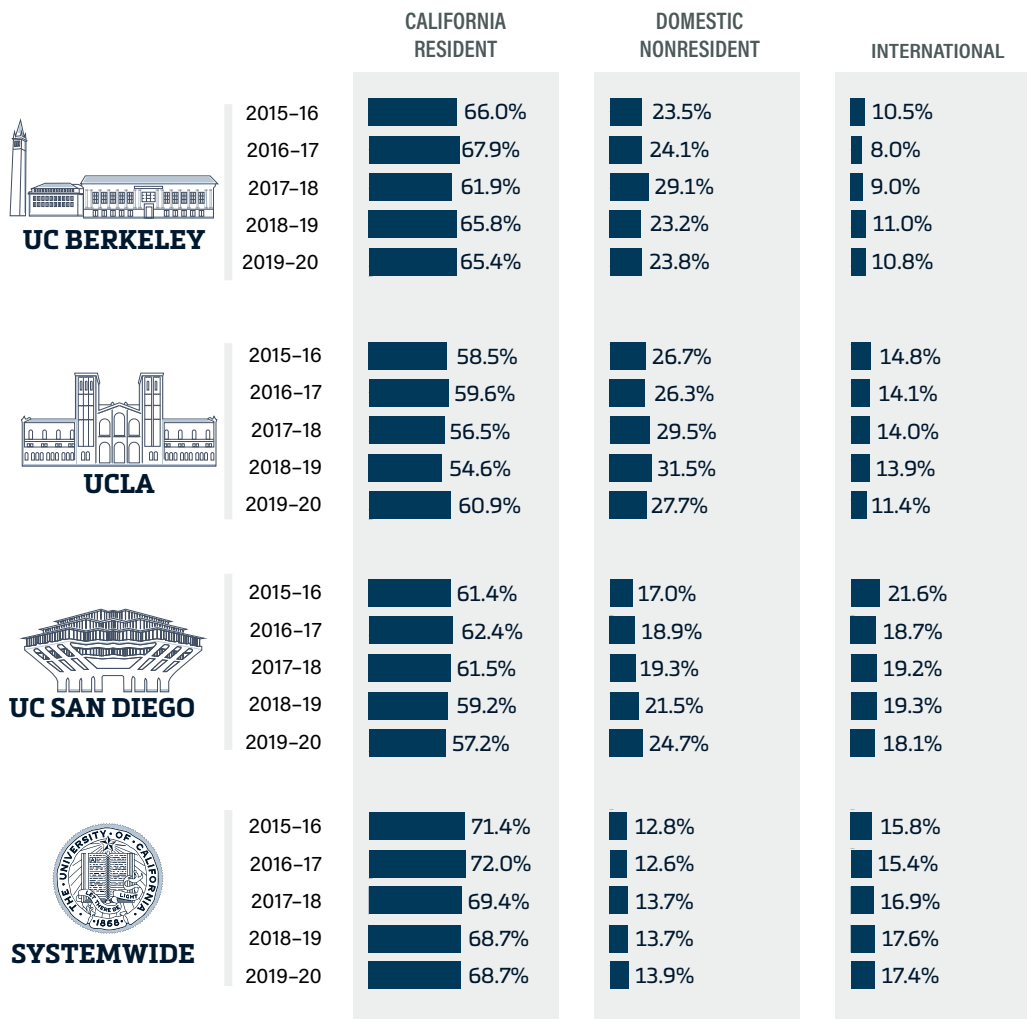 CALIFORNIA
RESIDENT
DOMESTIC
NONRESIDENT
INTERNATIONAL
UC BERKELEY
2015–16 66.0% 23.5% 10.5%
2016–17 67.9% 24.1% 8.0%
2017–18 61.9% 29.1% 9.0%
2018–19 65.8% 23.2% 11.0%
2019–20 65.4% 23.8% 10.8%
UCLA
2015–16 58.5% 26.7% 14.8%
2016–17 59.6% 26.3% 14.1%
2017–18 56.5% 29.5% 14.0%
2018–19 54.6% 31.5% 13.9%
2019–20 60.9% 27.7% 11.4%
UC SAN DIEGO
2015–16 61.4% 17.0% 21.6%
2016–17 62.4% 18.9% 18.7%
2017–18 61.5% 19.3% 19.2%
2018–19 59.2% 21.5% 19.3%
2019–20 57.2% 24.7% 18.1%
THE · UNIVERSITY · OF · CALIFORNIA
LET THERE BE LIGHT
·1868·
SYSTEMWIDE
2015–16 71.4% 12.8% 15.8%
2016–17 72.0% 12.6% 15.4%
2017–18 69.4% 13.7% 16.9%
2018–19 68.7% 13.7% 17.6%
2019–20 68.7% 13.9% 17.4%